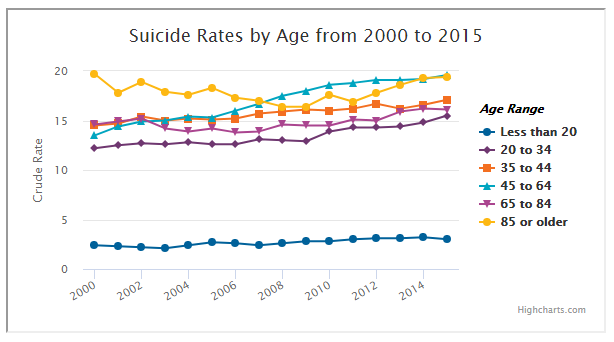 Suicide Rates by Age from 2000 to 2015
Crude Rate
20
15
10
5
0
2000
2002
2004
2006
2008
2010
2012
2014
Age Range
Less than 20
20 to 34
35 to 44
45 to 64
65 to 84
85 or older
Highcharts.com